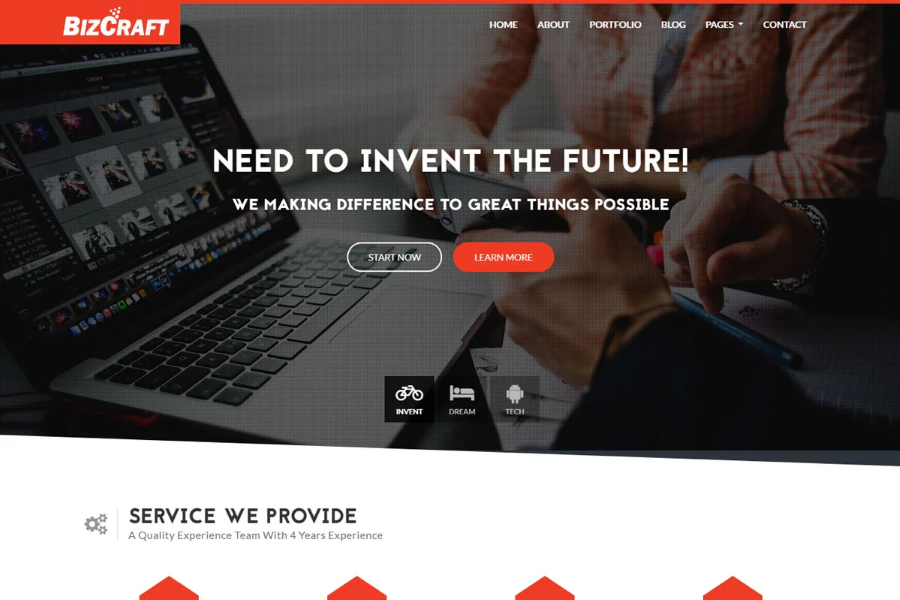 BIZCRAFT
HOME ABOUT PORTFOLIO BLOG PAGES CONTACT
Library
NEED TO INVENT THE FUTURE!
WE MAKING DIFFERENCE TO GREAT THINGS POSSIBLE
START NOW LEARN MORE
INVENT DREAM TECH
SERVICE WE PROVIDE
A Quality Experience Team With 4 Years Experience